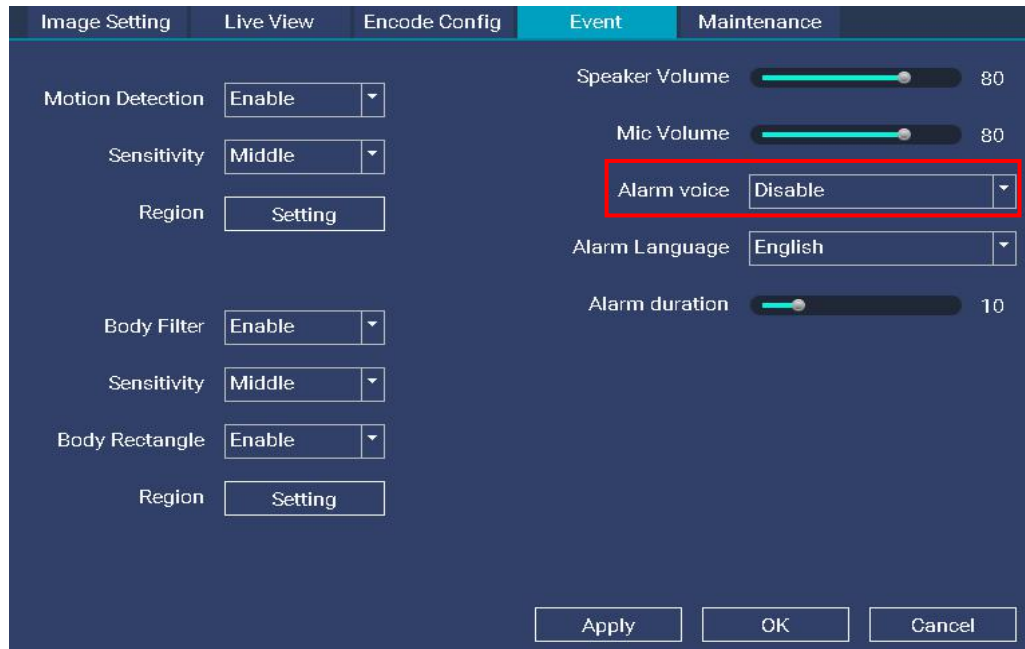 Image Setting Live View Encode Config Event Maintenance
Motion Detection Enable
Sensitivity Middle
Region Setting
Body Filter Enable
Sensitivity Middle
Body Rectangle Enable
Region Setting
Speaker Volume 80
Mic Volume 80
Alarm voice Disable
Alarm Language English
Alarm duration 10
Apply OK Cancel